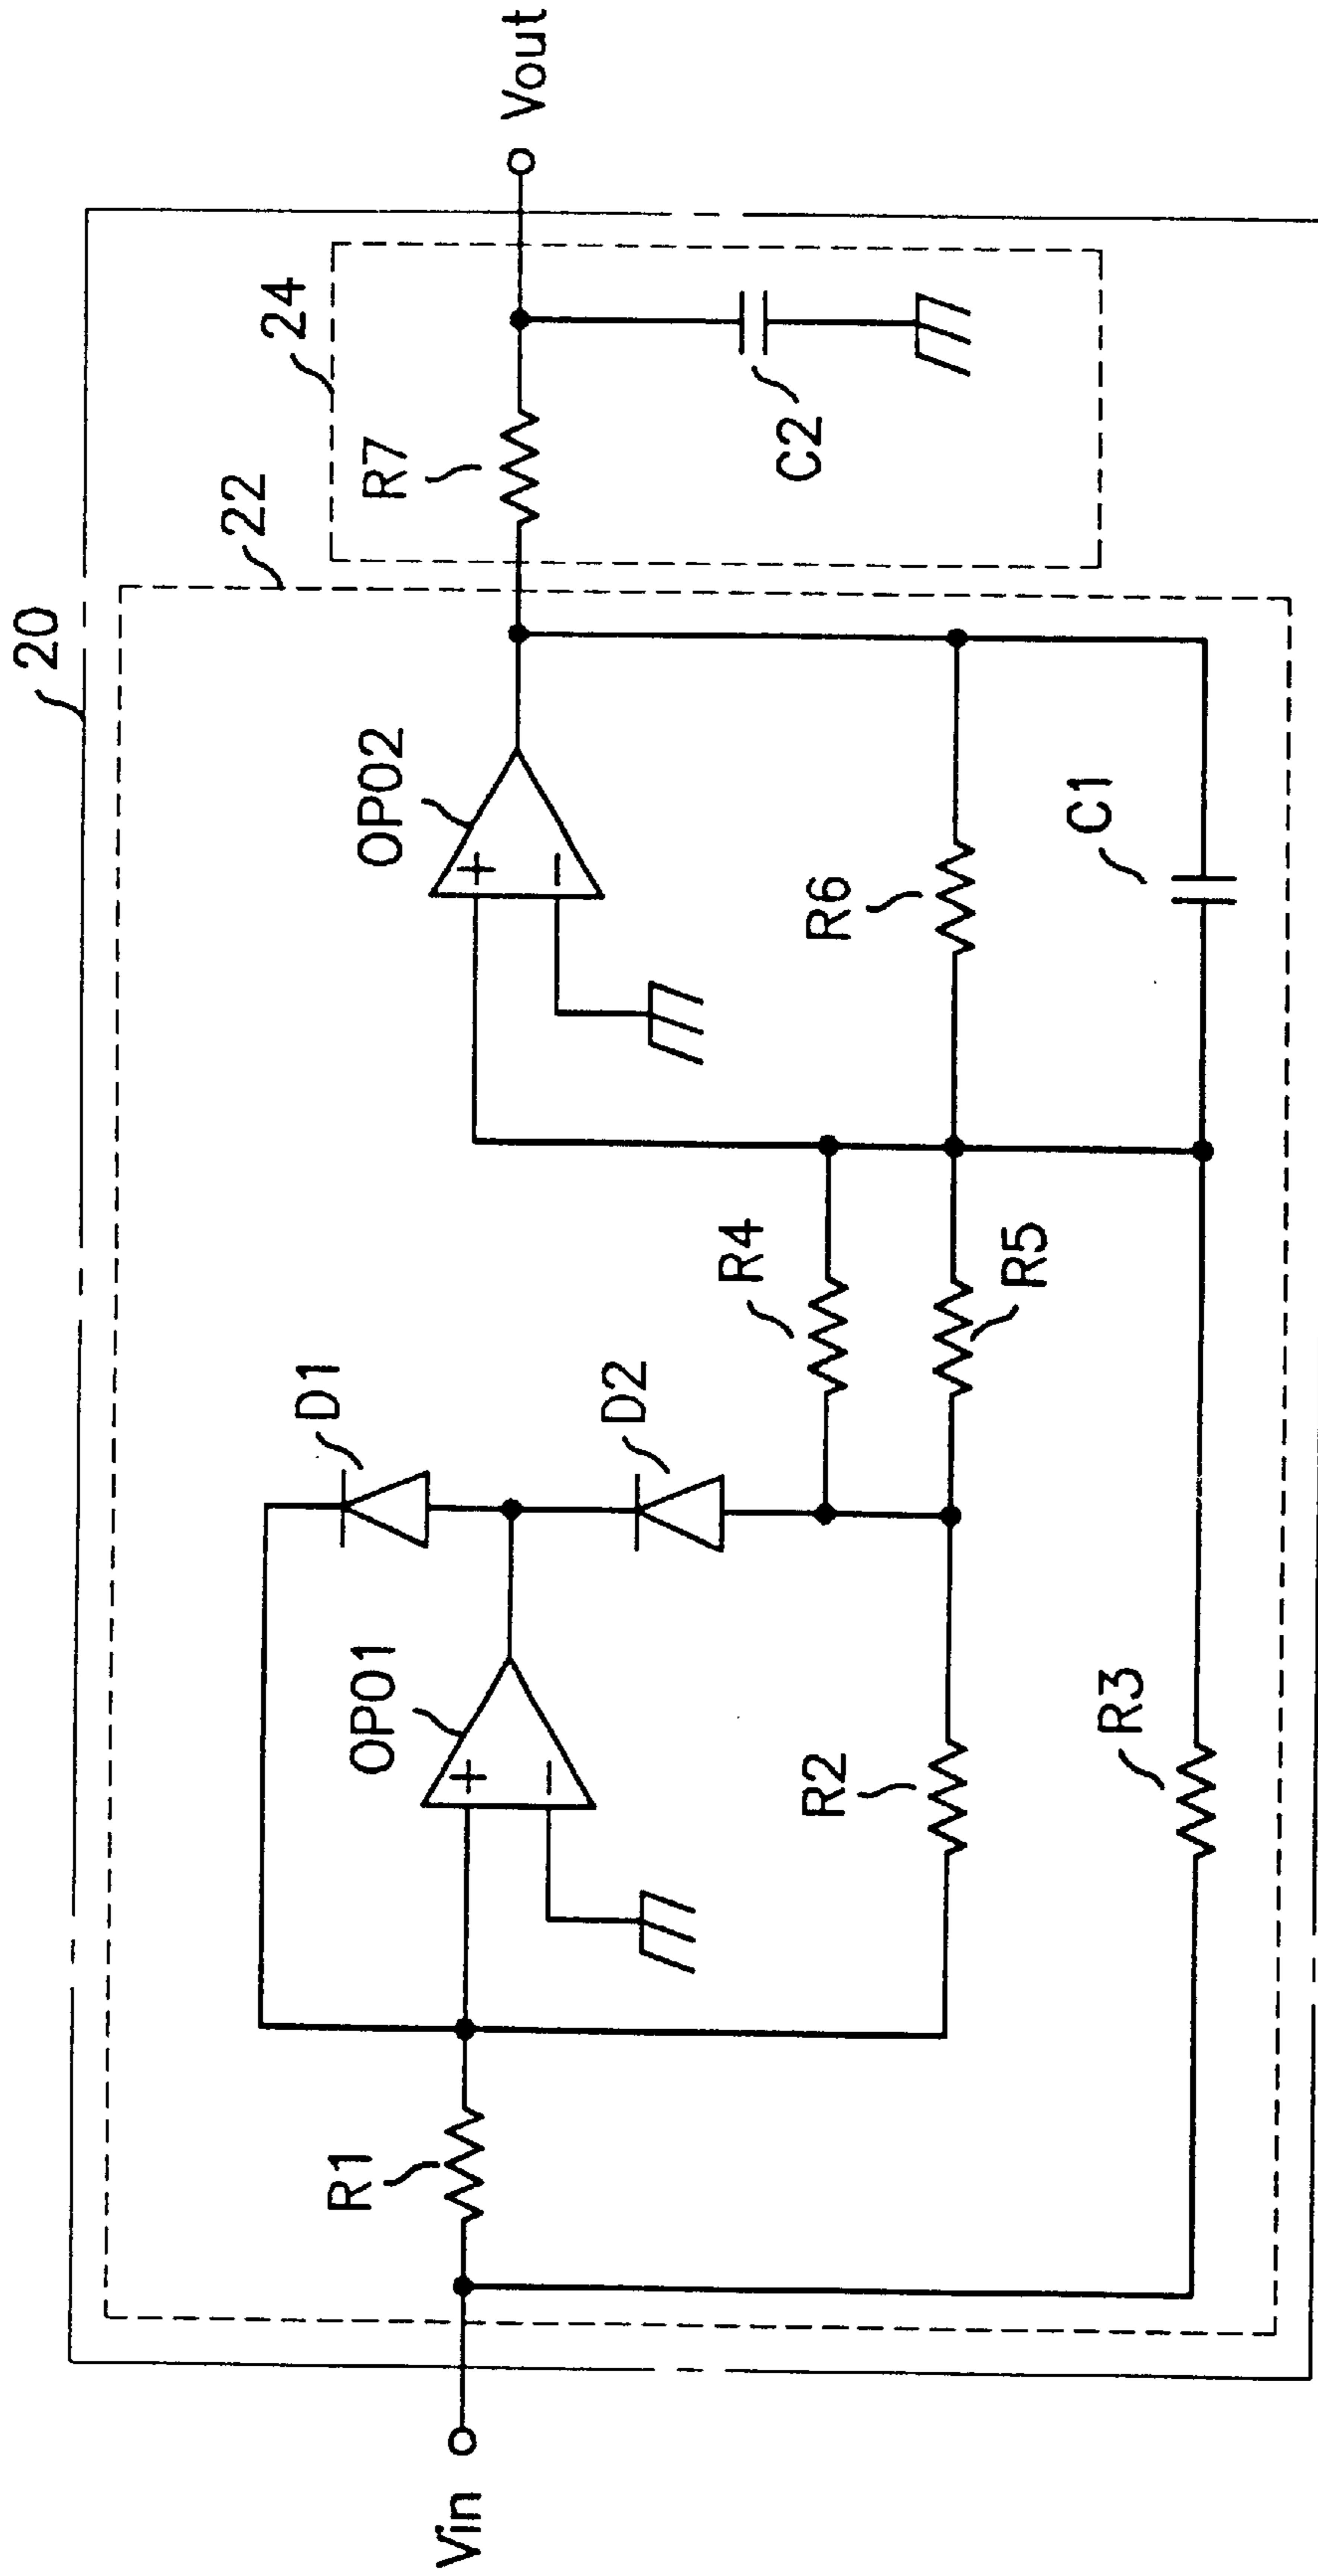 20
22
24
Vin
R1
OP01
+
−
D1
D2
R2
R3
R4
R5
OP02
+
−
R6
C1
R7
C2
Vout